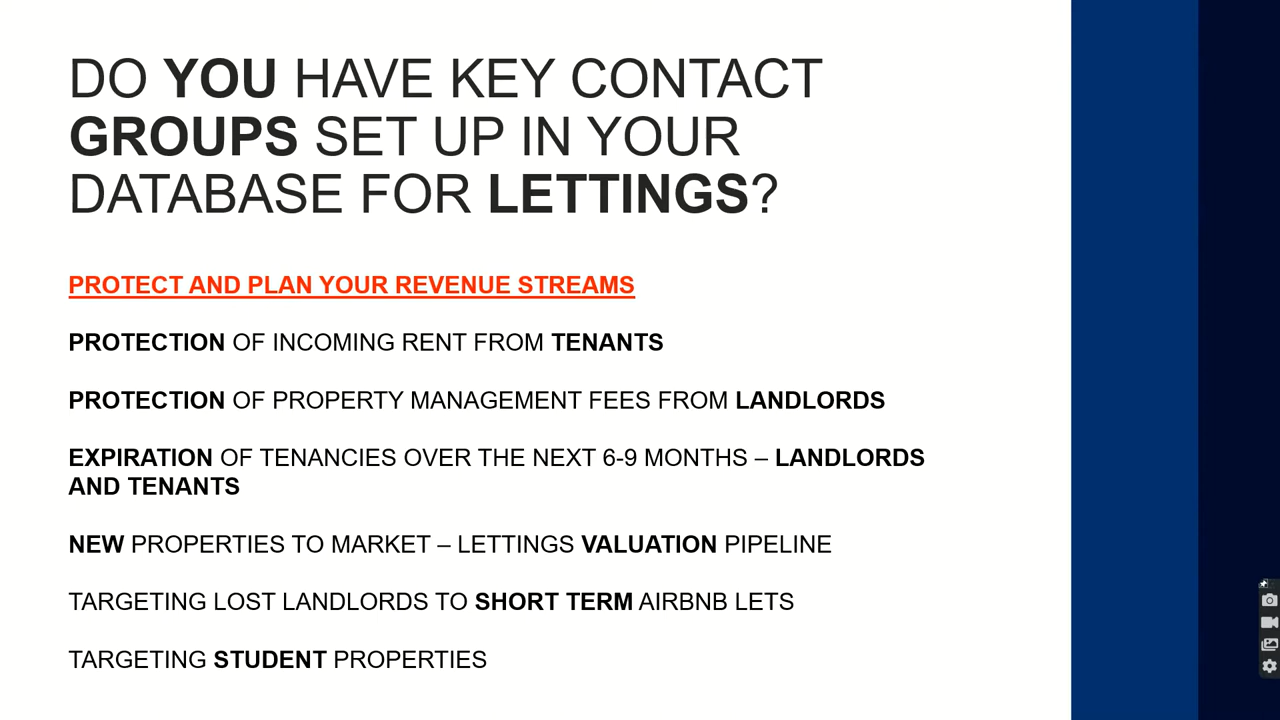 DO YOU HAVE KEY CONTACT
GROUPS SET UP IN YOUR
DATABASE FOR LETTINGS?
PROTECT AND PLAN YOUR REVENUE STREAMS
PROTECTION OF INCOMING RENT FROM TENANTS
PROTECTION OF PROPERTY MANAGEMENT FEES FROM LANDLORDS
EXPIRATION OF TENANCIES OVER THE NEXT 6-9 MONTHS – LANDLORDS
AND TENANTS
NEW PROPERTIES TO MARKET – LETTINGS VALUATION PIPELINE
TARGETING LOST LANDLORDS TO SHORT TERM AIRBNB LETS
TARGETING STUDENT PROPERTIES